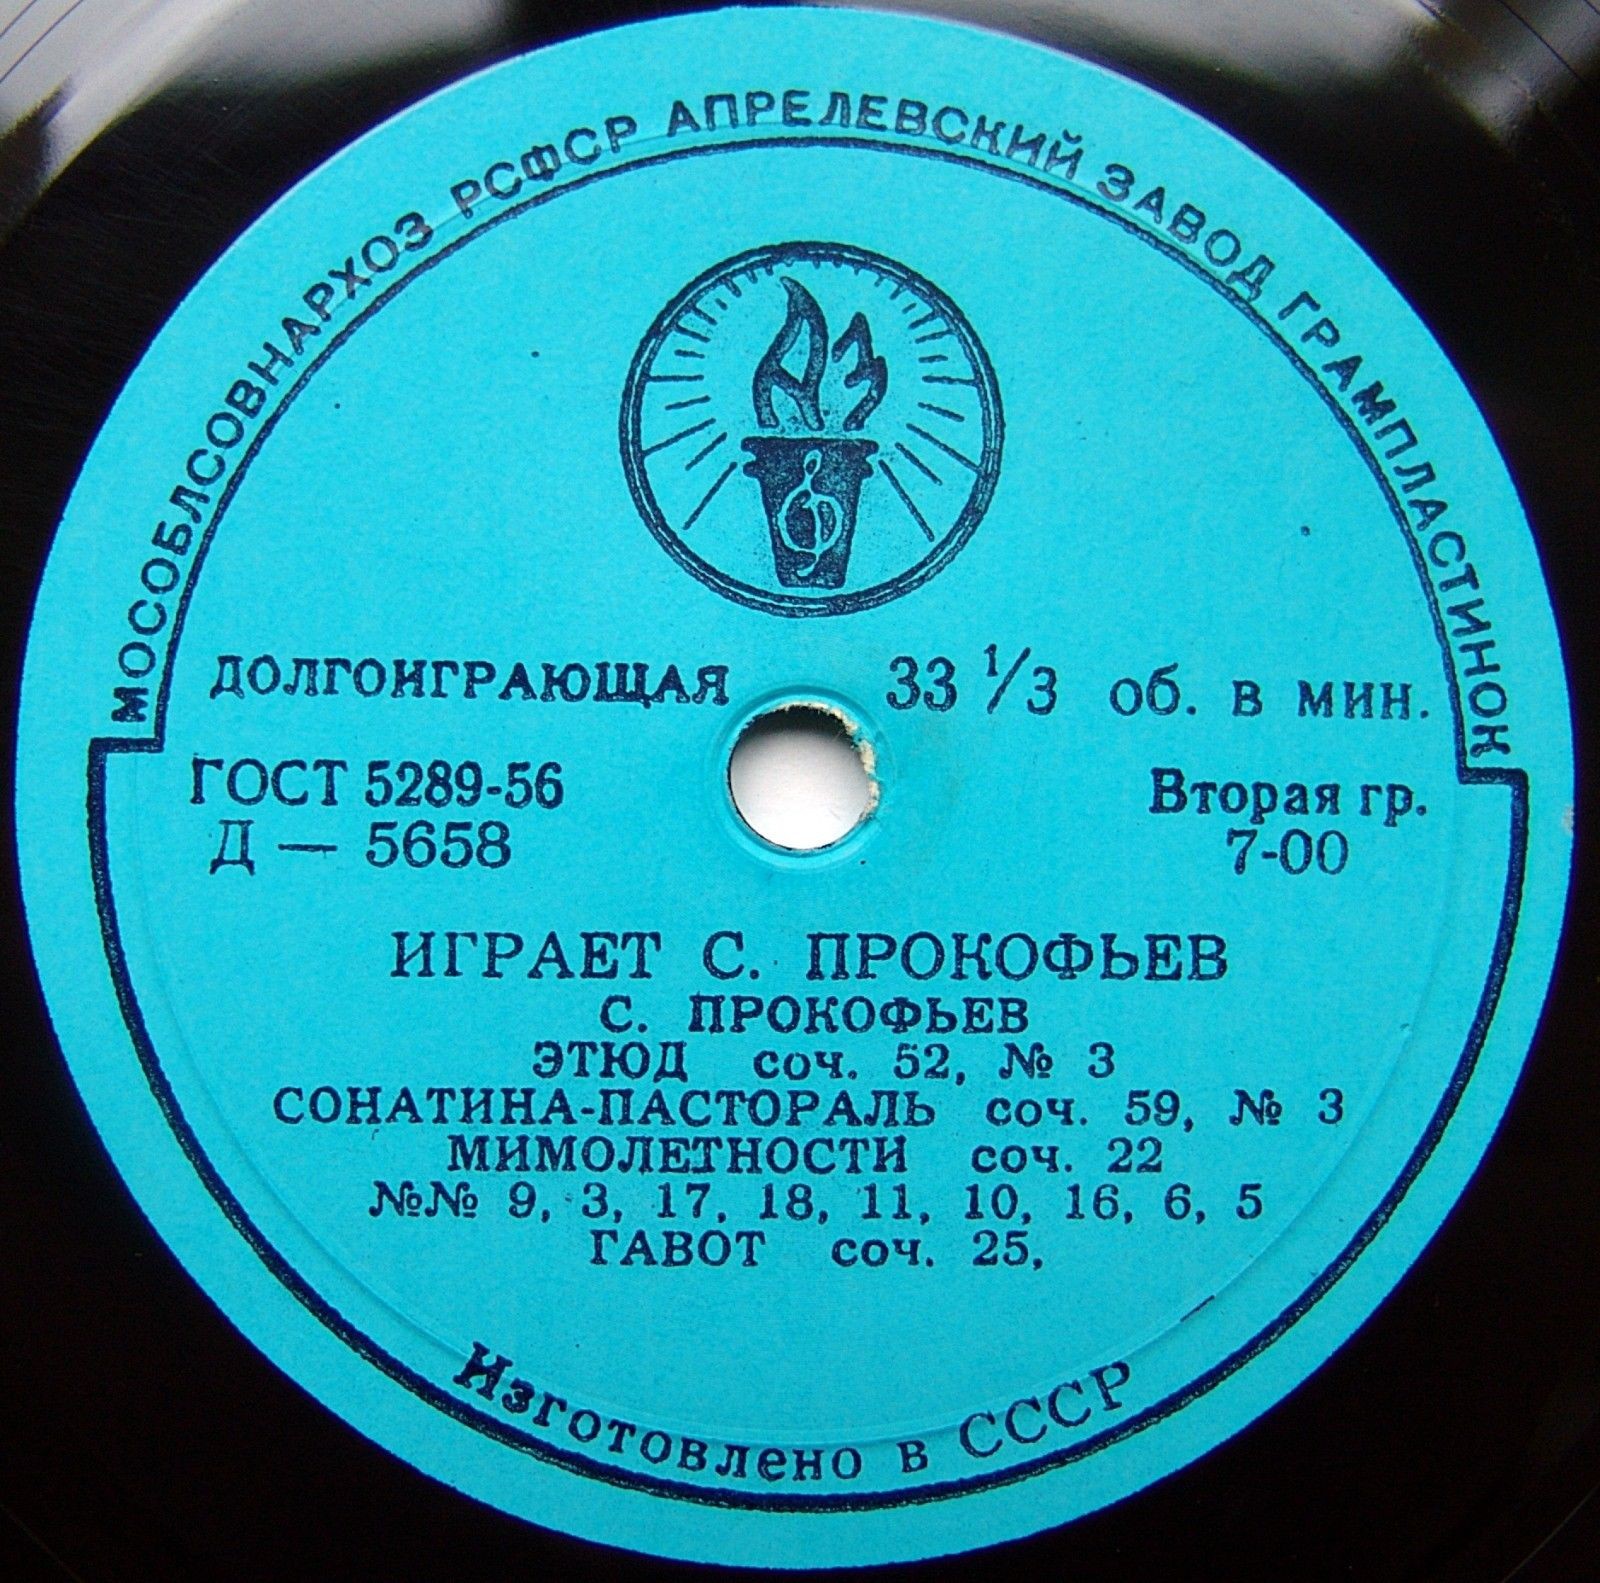 МОСОБЛСОВНАРХОЗ РСФСР АПРЕЛЕВСКИЙ ЗАВОД ГРАМПЛАСТИНОК
АЗ
ДОЛГОИГРАЮЩАЯ 33 1/3 об. в мин.
ГОСТ 5289-56 Вторая гр.
Д — 5658 7-00
ИГРАЕТ С. ПРОКОФЬЕВ
С. ПРОКОФЬЕВ
ЭТЮД соч. 52, № 3
СОНАТИНА-ПАСТОРАЛЬ соч. 59, № 3
МИМОЛЕТНОСТИ соч. 22
№№ 9, 3, 17, 18, 11, 10, 16, 6, 5
ГАВОТ соч. 25,
Изготовлено в СССР